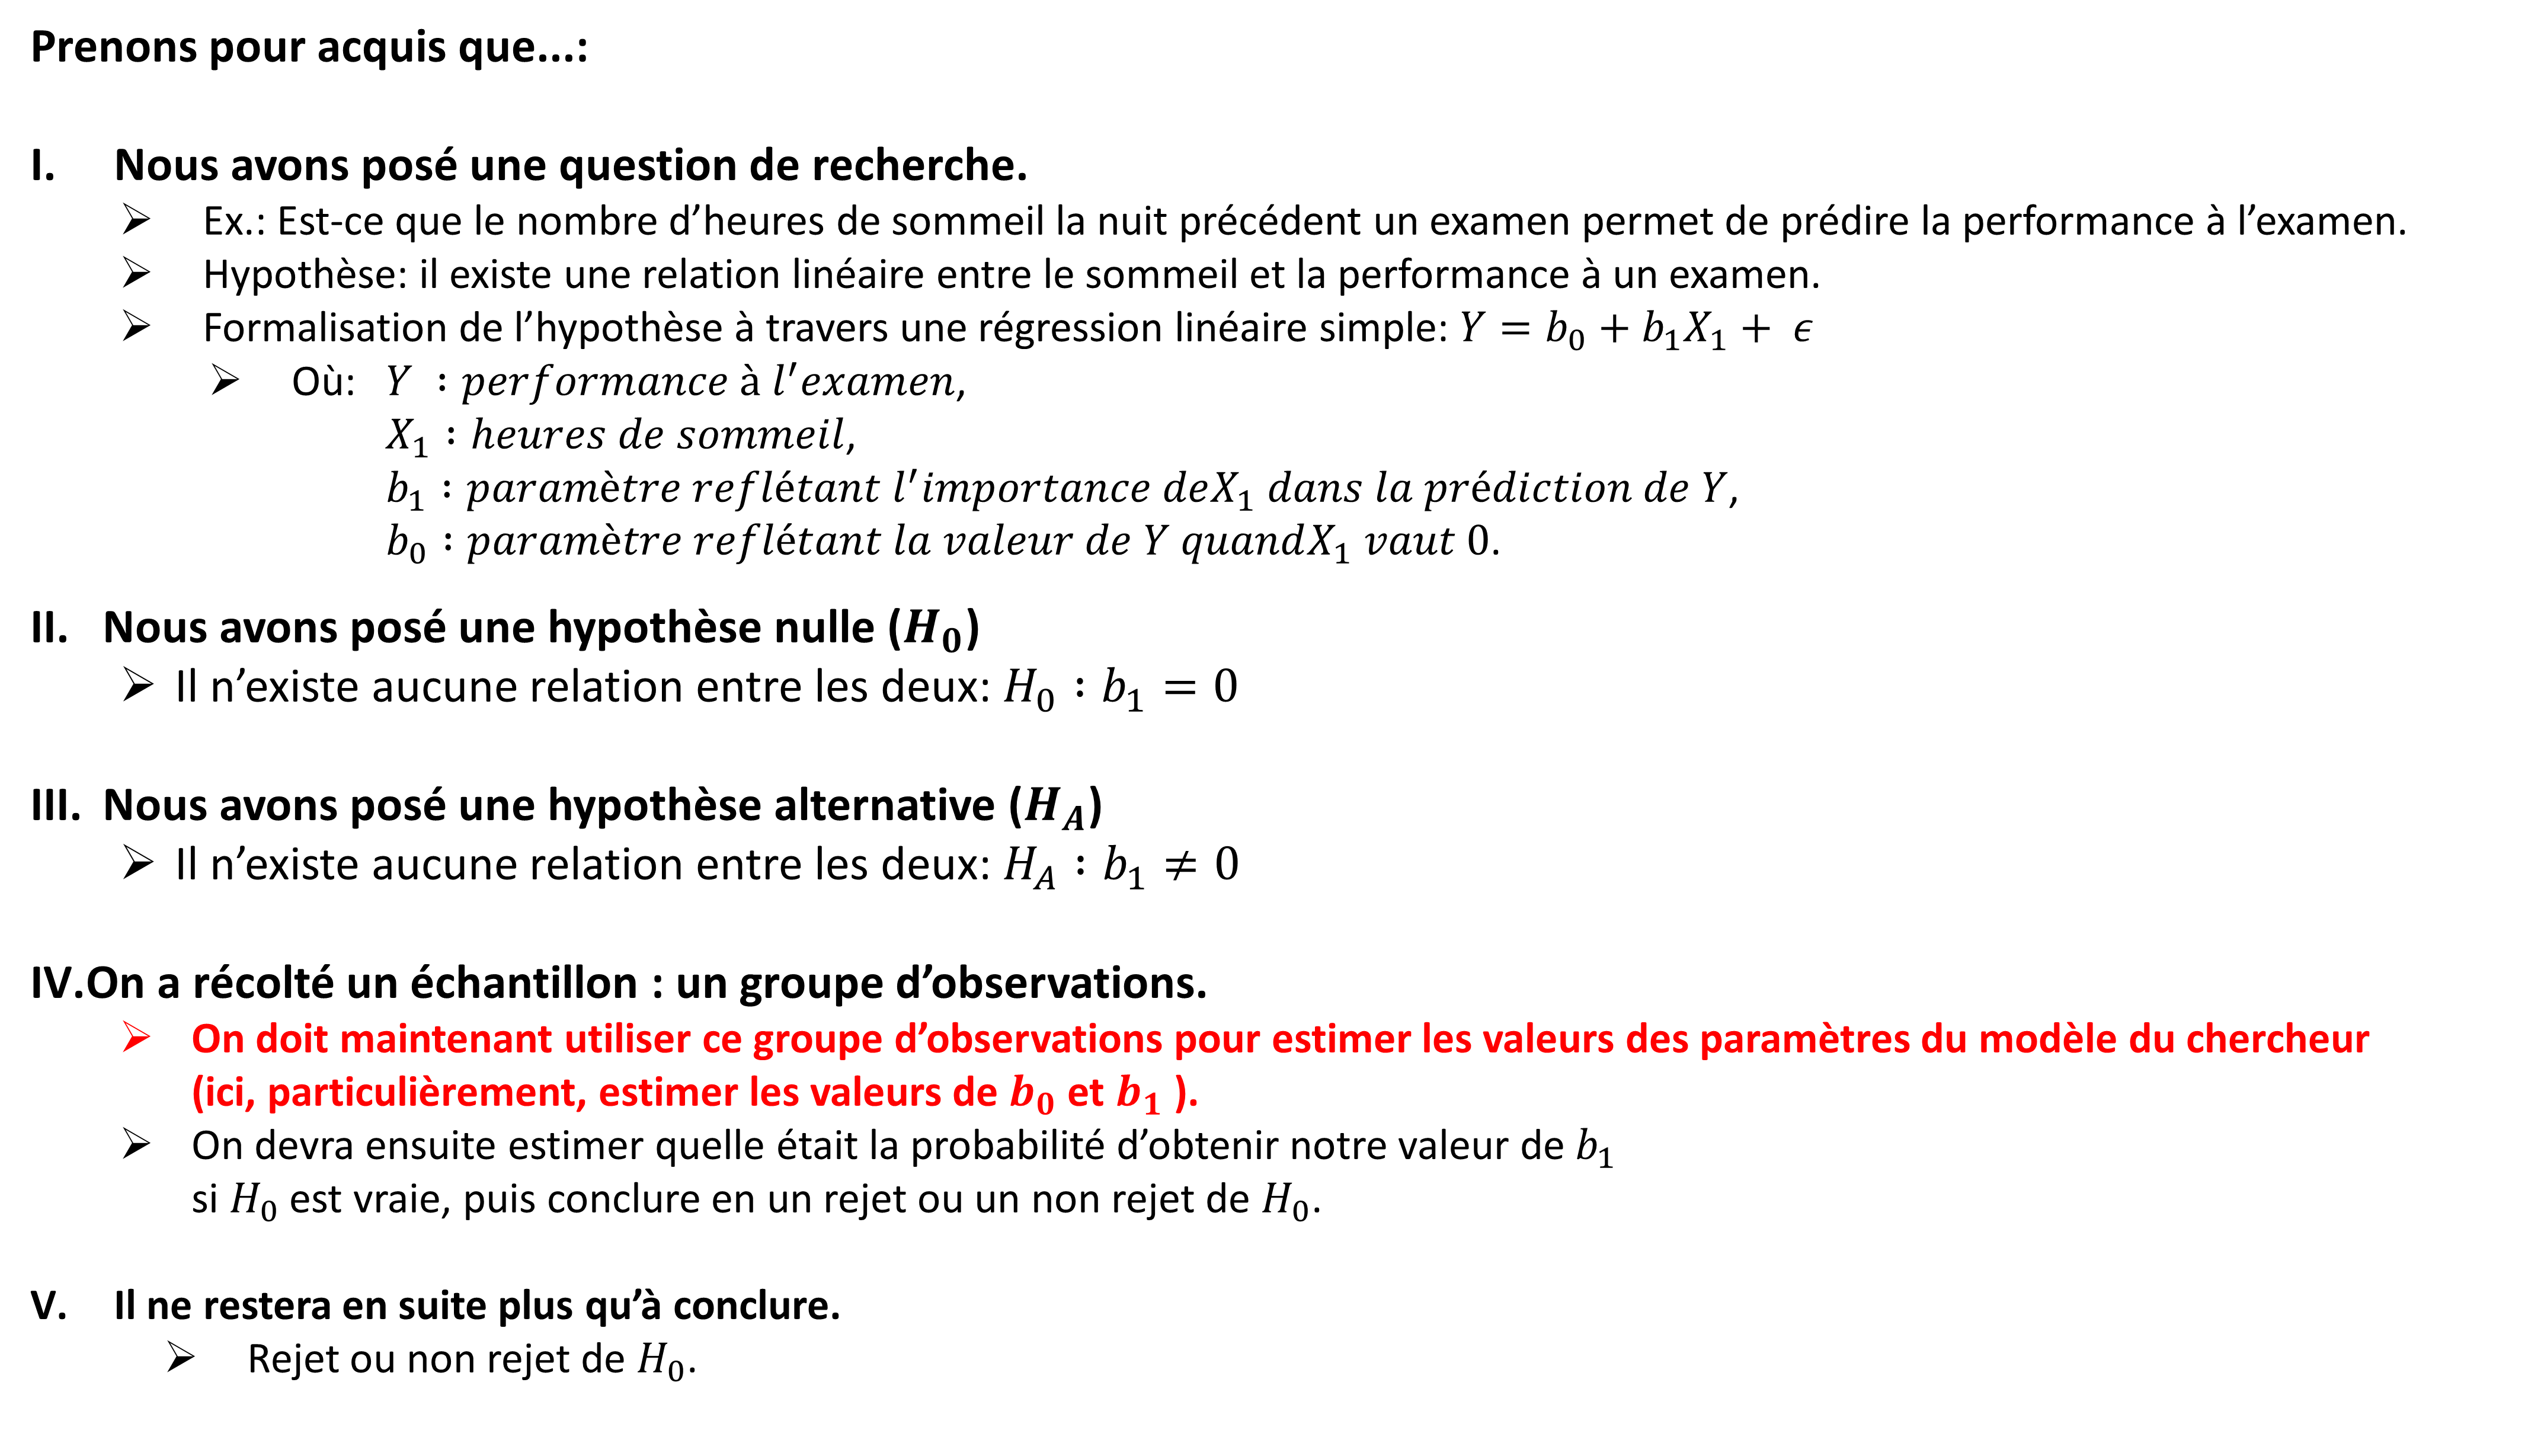 Prenons pour acquis que...:
I. Nous avons posé une question de recherche.
➢ Ex.: Est-ce que le nombre d’heures de sommeil la nuit précédent un examen permet de prédire la performance à l’examen.
➢ Hypothèse: il existe une relation linéaire entre le sommeil et la performance à un examen.
➢ Formalisation de l’hypothèse à travers une régression linéaire simple: Y = b₀ + b₁X₁ + ϵ
➢ Où: Y : performance à l′examen,
X₁ : heures de sommeil,
b₁ : paramètre reflétant l′importance deX₁ dans la prédiction de Y,
b₀ : paramètre reflétant la valeur de Y quandX₁ vaut 0.
II. Nous avons posé une hypothèse nulle (H₀)
➢ Il n’existe aucune relation entre les deux: H₀ : b₁ = 0
III. Nous avons posé une hypothèse alternative (H_A)
➢ Il n’existe aucune relation entre les deux: H_A : b₁ ≠ 0
IV.On a récolté un échantillon : un groupe d’observations.
➢ On doit maintenant utiliser ce groupe d’observations pour estimer les valeurs des paramètres du modèle du chercheur
(ici, particulièrement, estimer les valeurs de b₀ et b₁ ).
➢ On devra ensuite estimer quelle était la probabilité d’obtenir notre valeur de b₁
si H₀ est vraie, puis conclure en un rejet ou un non rejet de H₀.
V. Il ne restera en suite plus qu’à conclure.
➢ Rejet ou non rejet de H₀.